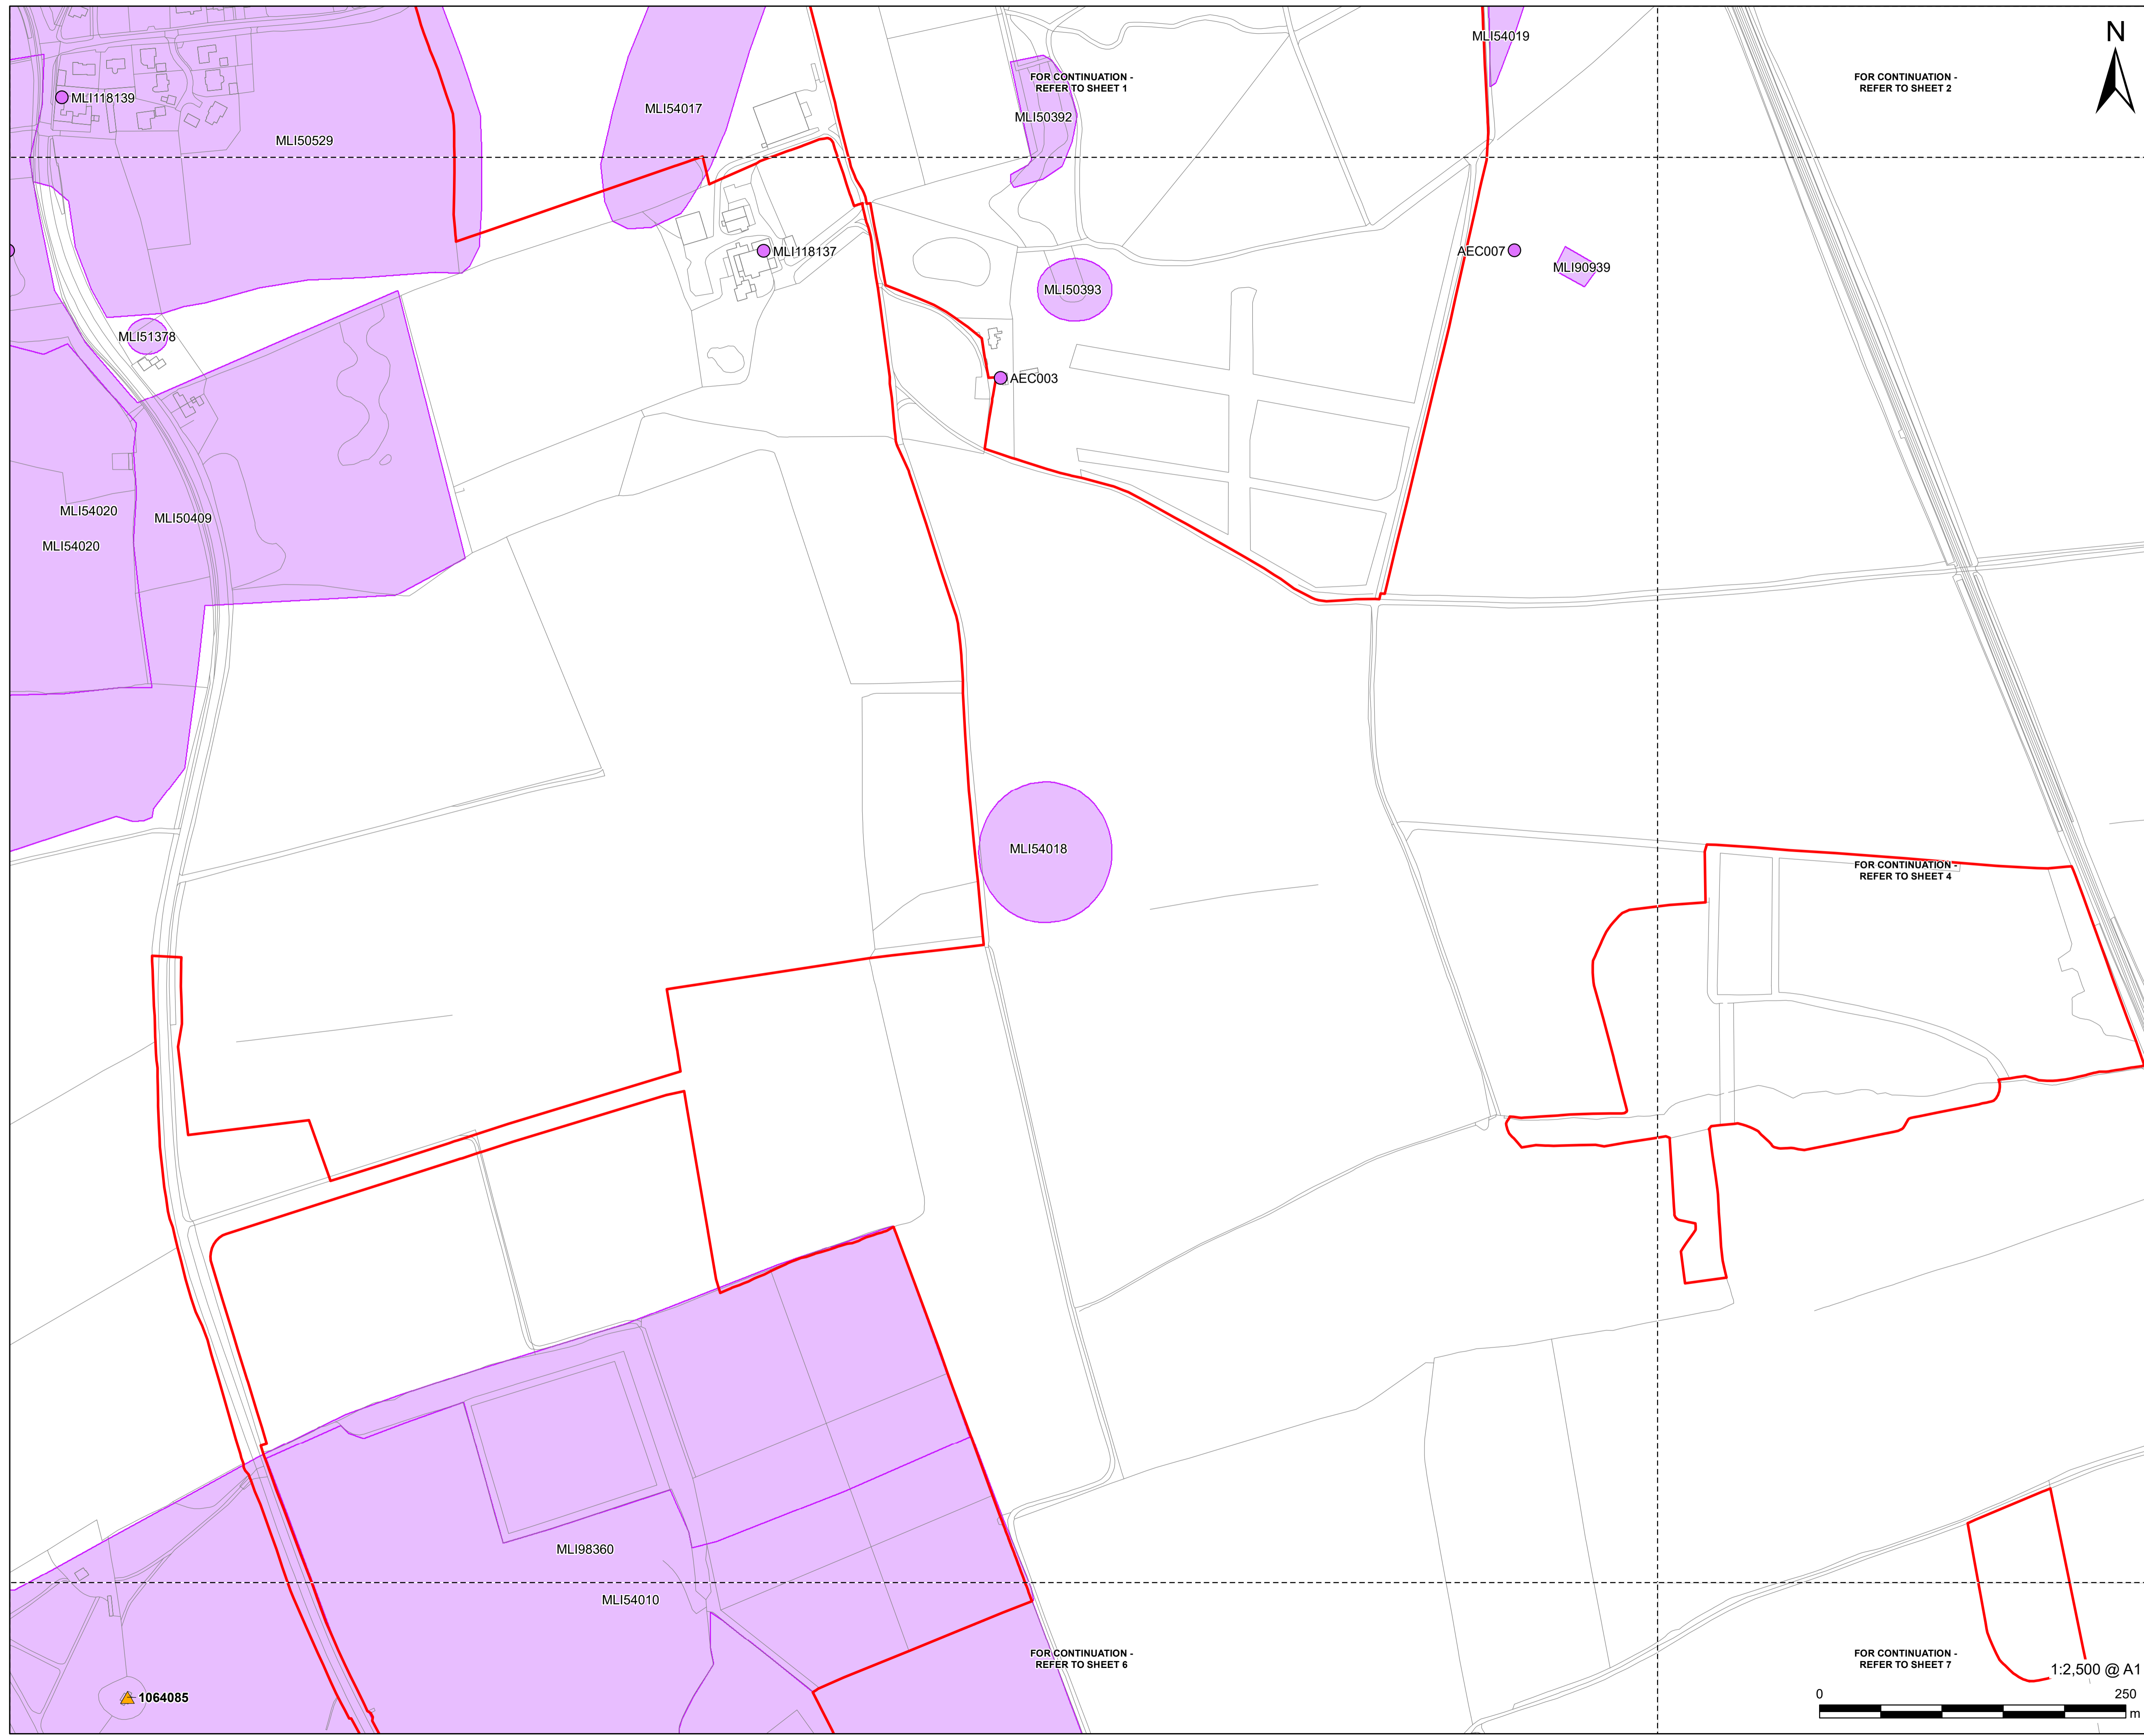 N
MLI54019
FOR CONTINUATION -
REFER TO SHEET 1
FOR CONTINUATION -
REFER TO SHEET 2
MLI118139
MLI54017
MLI50392
MLI50529
MLI118137
AEC007
MLI90939
MLI50393
MLI51378
AEC003
MLI54020
MLI50409
MLI54020
MLI54018
FOR CONTINUATION -
REFER TO SHEET 4
MLI98360
MLI54010
FOR CONTINUATION -
REFER TO SHEET 6
FOR CONTINUATION -
REFER TO SHEET 7
1:2,500 @ A1
1064085
0 250
m